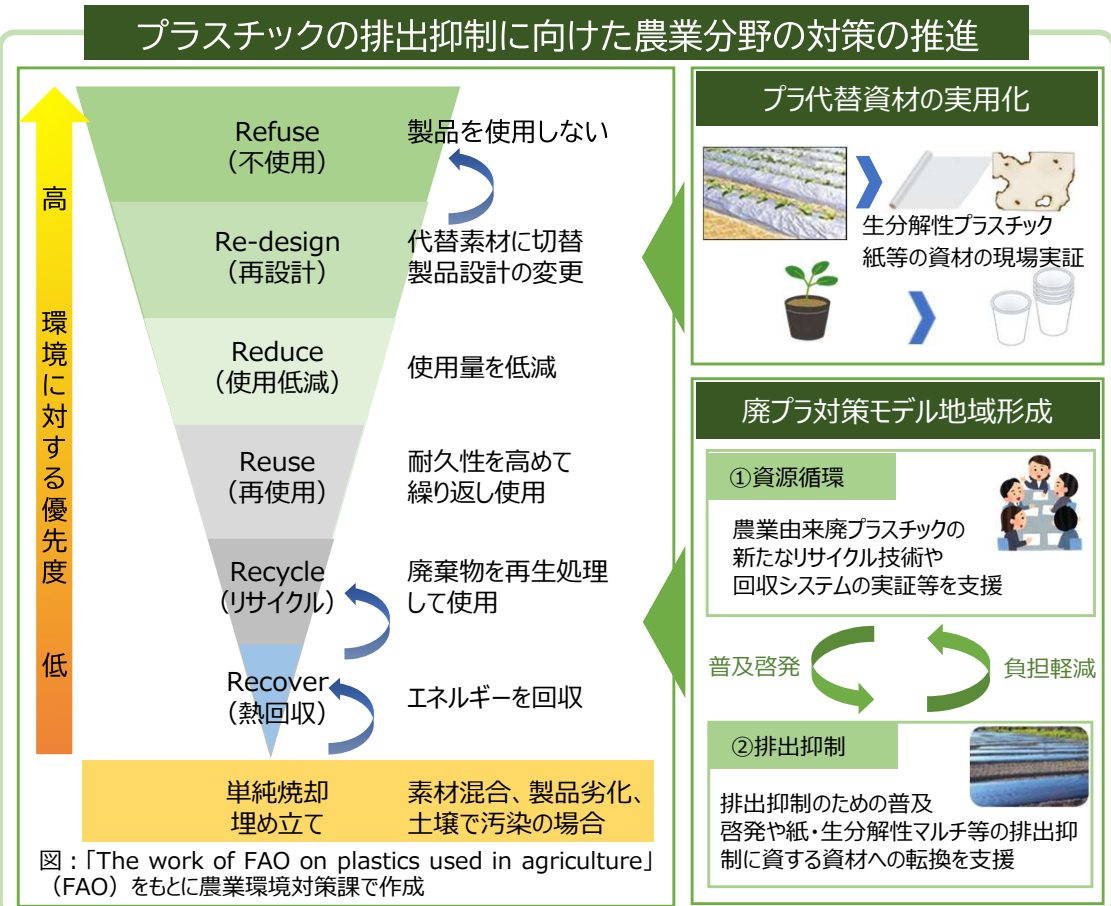 プラスチックの排出抑制に向けた農業分野の対策の推進
高
環境に対する優先度
低
Refuse
（不使用）
製品を使用しない
Re-design
（再設計）
代替素材に切替
製品設計の変更
Reduce
（使用低減）
使用量を低減
Reuse
（再使用）
耐久性を高めて
繰り返し使用
Recycle
（リサイクル）
廃棄物を再生処理
して使用
Recover
（熱回収）
エネルギーを回収
単純焼却
埋め立て
素材混合、製品劣化、
土壌で汚染の場合
図：「The work of FAO on plastics used in agriculture」
（FAO）をもとに農業環境対策課で作成
プラ代替資材の実用化
生分解性プラスチック
紙等の資材の現場実証
廃プラ対策モデル地域形成
①資源循環
農業由来廃プラスチックの
新たなリサイクル技術や
回収システムの実証等を支援
普及啓発
負担軽減
②排出抑制
排出抑制のための普及
啓発や紙・生分解性マルチ等の排出抑
制に資する資材への転換を支援